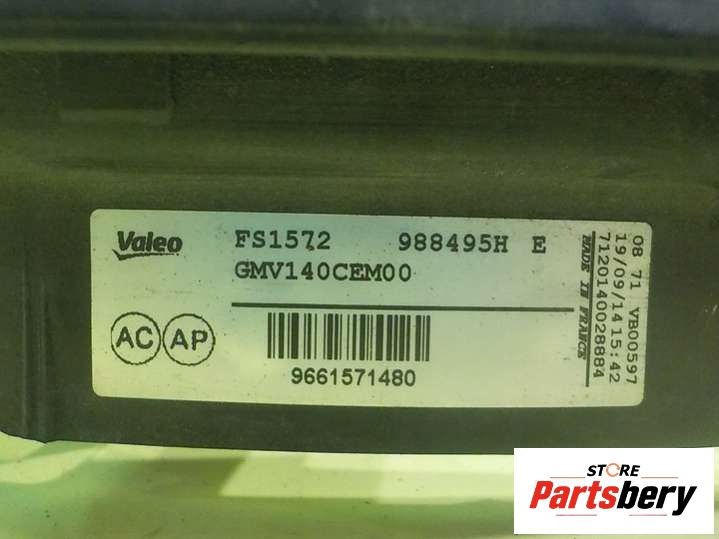 Valeo
FS1572 988495H E
GMV140CEM00
AC AP
9661571480
08 71 VB00597
19/09/14 15:42
7120140028884
MADE IN FRANCE
STORE
Partsbery